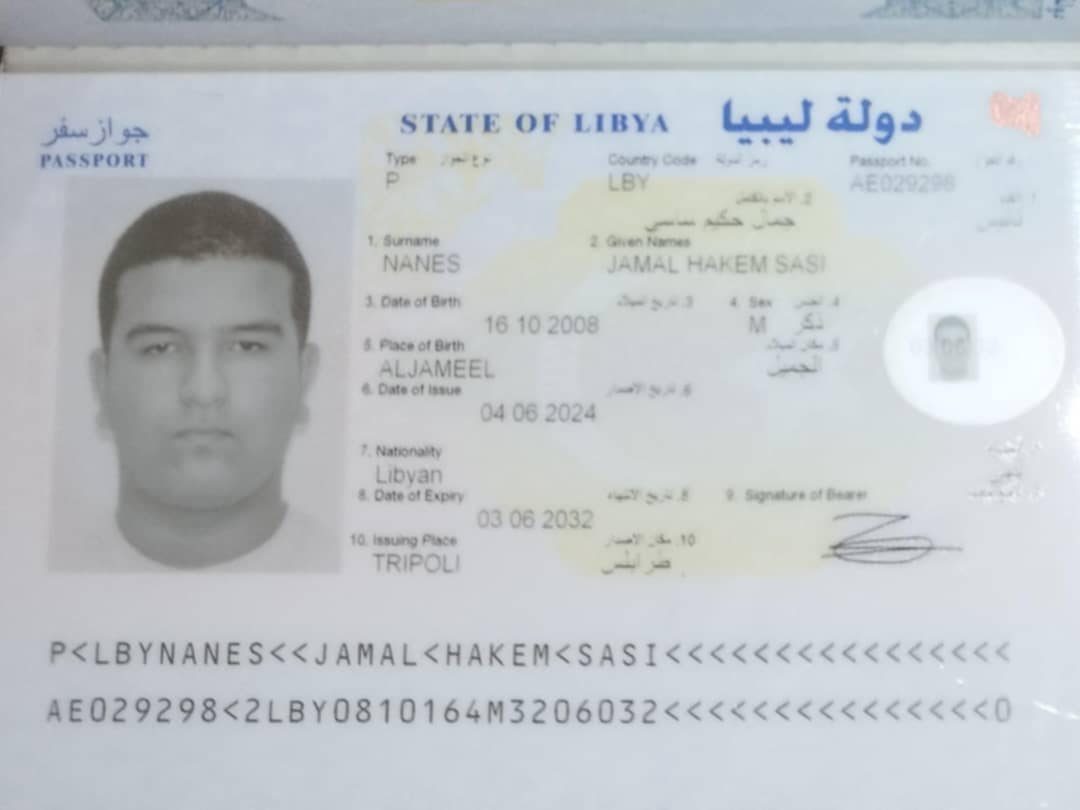 جواز سفر
PASSPORT
STATE OF LIBYA دولة ليبيا
Type نوع الجواز Country Code رمز الدولة Passport No.
P LBY AE029298
2. الاسم بالكامل
جمال حكيم ساسي
1. Surname 2. Given Names
NANES JAMAL HAKEM SASI
3. Date of Birth 3. تاريخ الميلاد 4. Sex 4. الجنس
16 10 2008 M ذكر
5. Place of Birth 5. مكان الميلاد
ALJAMEEL الجميل
6. Date of Issue 6. تاريخ الاصدار
04 06 2024
7. Nationality
Libyan
8. Date of Expiry 8. تاريخ الانتهاء 9. Signature of Bearer
03 06 2032
10. Issuing Place 10. مكان الاصدار
TRIPOLI طرابلس
P<LBYNANES<<JAMAL<HAKEM<SASI<<<<<<<<<<<<<<<<
AE029298<2LBY0810164M3206032<<<<<<<<<<<<<<<0